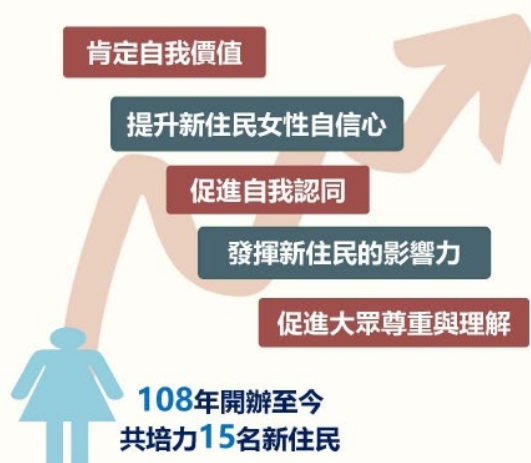 肯定自我價值
提升新住民女性自信心
促進自我認同
發揮新住民的影響力
促進大眾尊重與理解
108年開辦至今
共培力15名新住民